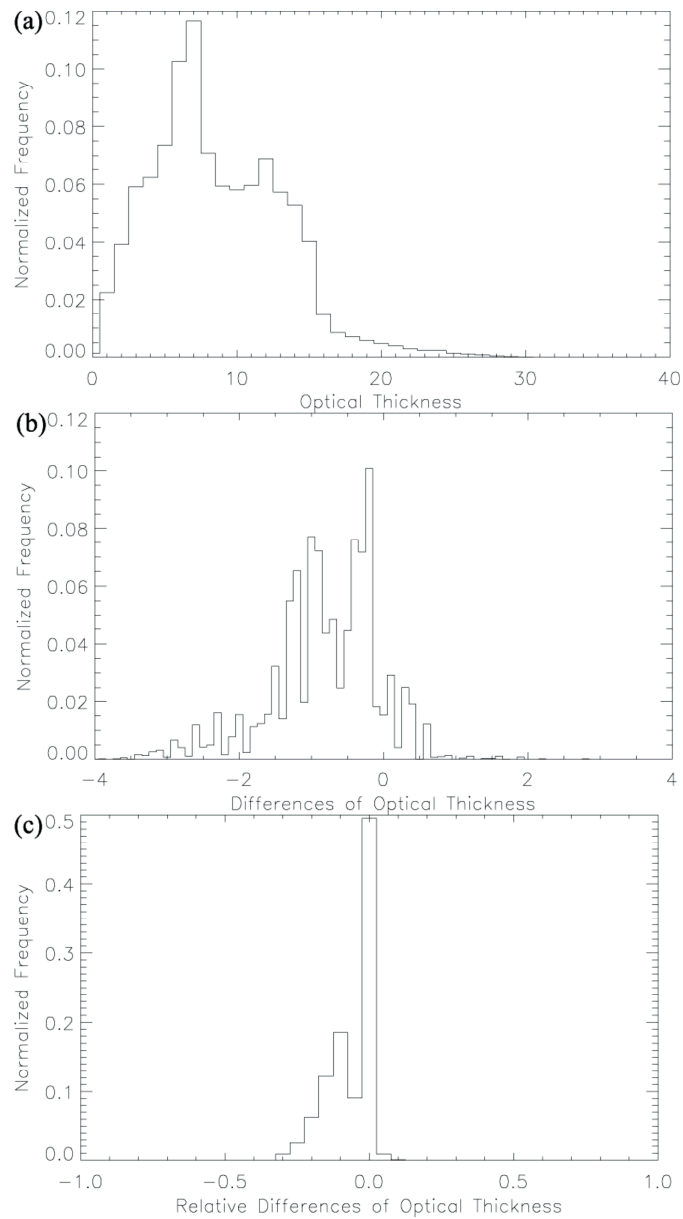 (a)
0.12
0.10
0.08
0.06
0.04
0.02
0.00
Normalized Frequency
0 10 20 30 40
Optical Thickness
(b)
0.12
0.10
0.08
0.06
0.04
0.02
0.00
Normalized Frequency
−4 −2 0 2 4
Differences of Optical Thickness
(c)
0.5
0.4
0.3
0.2
0.1
0.0
Normalized Frequency
−1.0 −0.5 0.0 0.5 1.0
Relative Differences of Optical Thickness